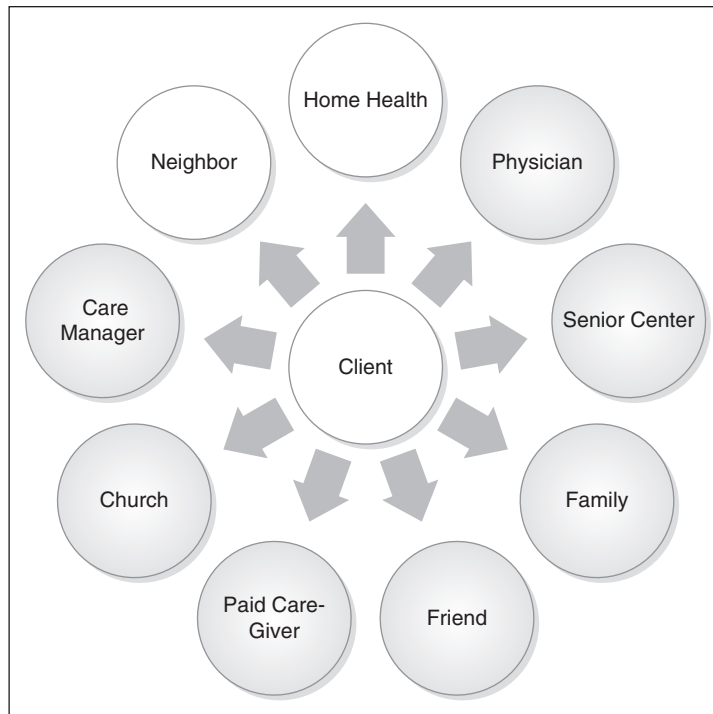 Home Health
Physician
Senior Center
Family
Friend
Paid Care-
Giver
Church
Care
Manager
Neighbor
Client